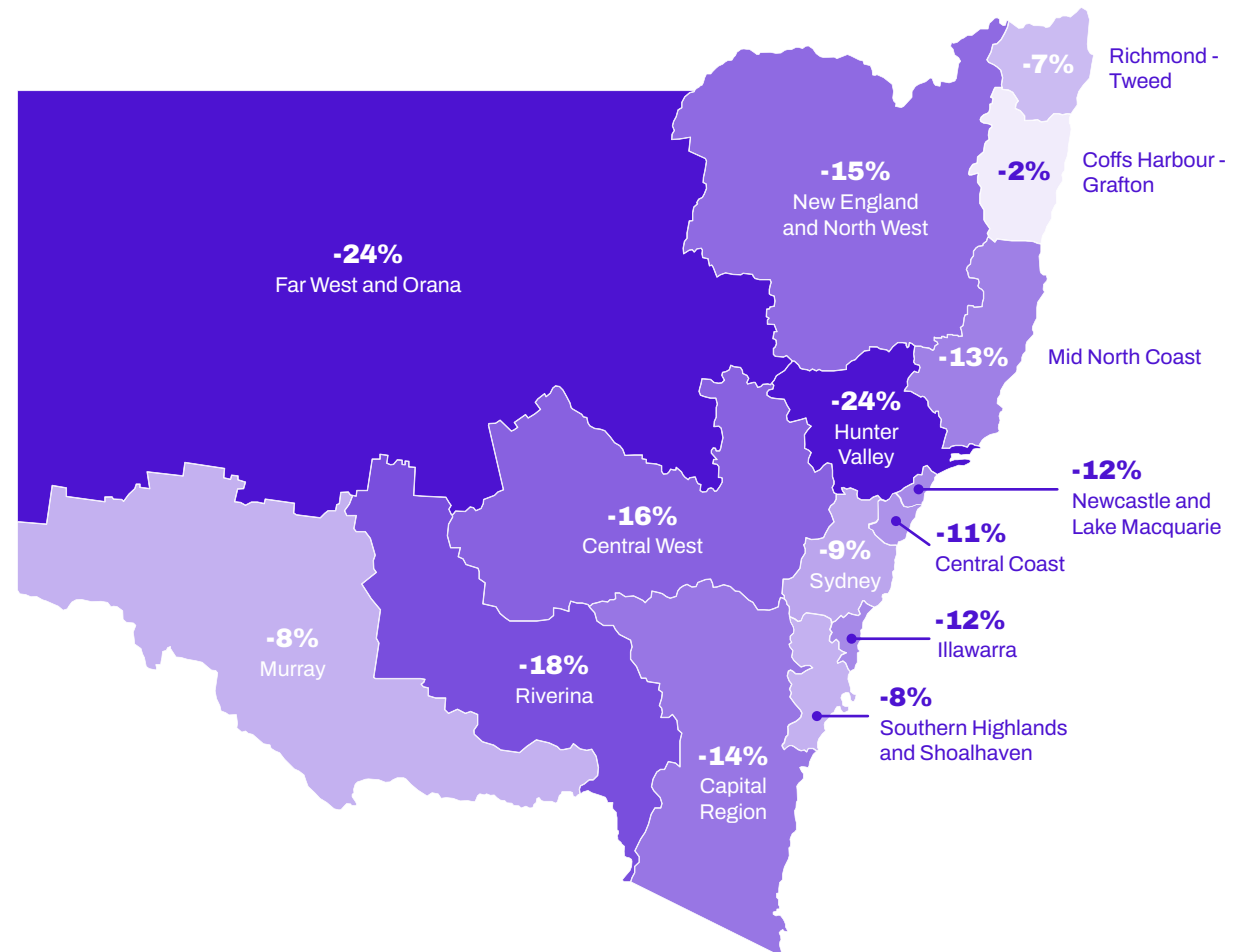 -7%
Richmond -
Tweed
-2%
Coffs Harbour -
Grafton
-15%
New England
and North West
-24%
Far West and Orana
-13%
Mid North Coast
-24%
Hunter
Valley
-12%
Newcastle and
Lake Macquarie
-16%
Central West
-9%
Sydney
-11%
Central Coast
-12%
Illawarra
-8%
Murray
-18%
Riverina
-8%
Southern Highlands
and Shoalhaven
-14%
Capital
Region